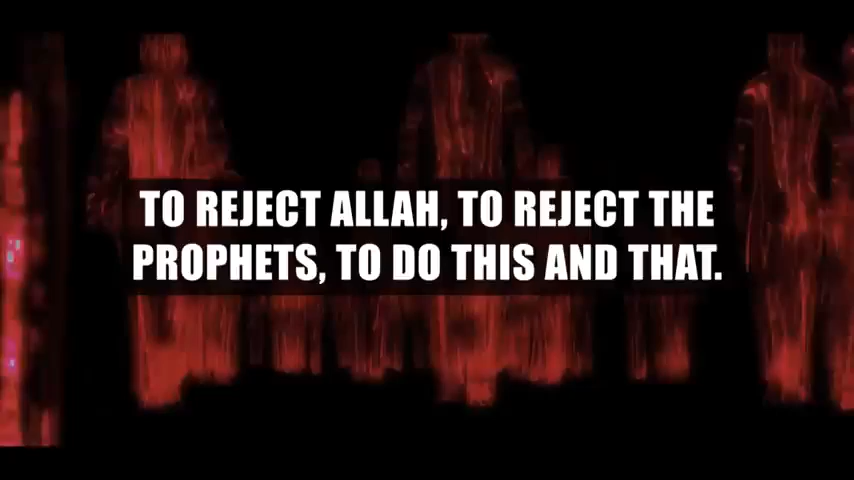 TO REJECT ALLAH, TO REJECT THE
PROPHETS, TO DO THIS AND THAT.